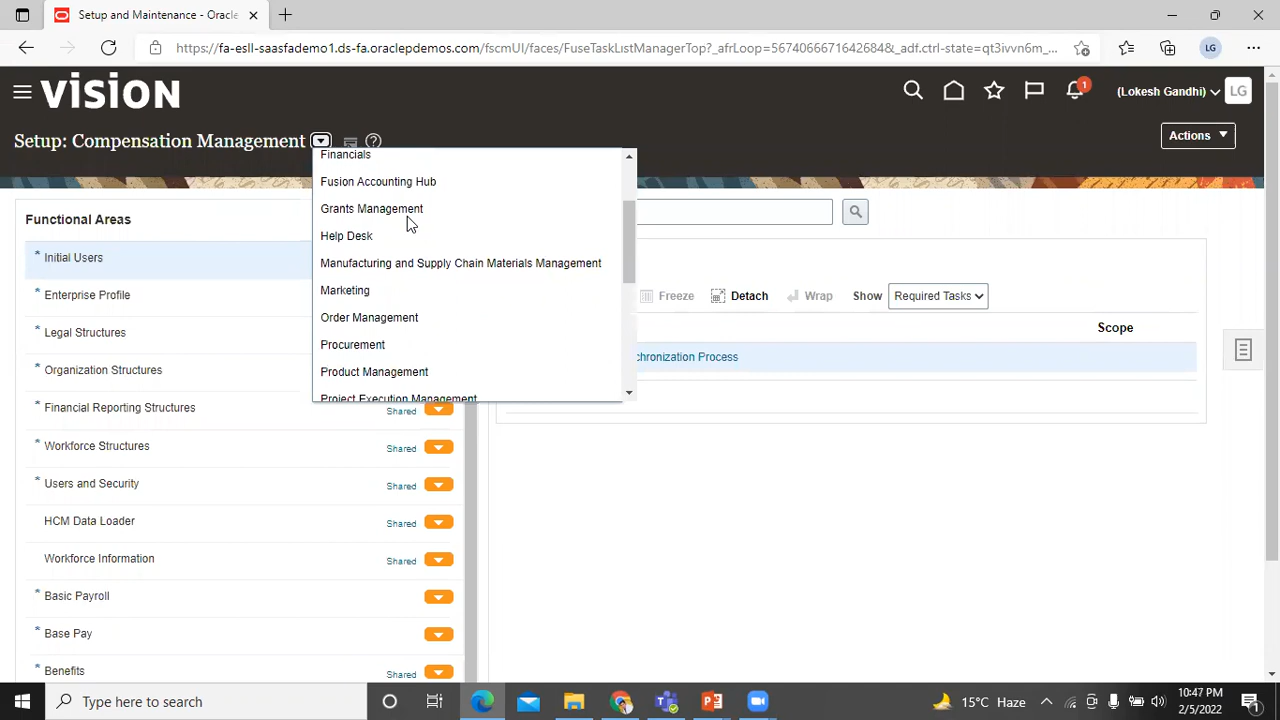 Setup and Maintenance - Oracle
https://fa-esll-saasfademo1.ds-fa.oraclepdemos.com/fscmUI/faces/FuseTaskListManagerTop?_afrLoop=56740666716426848&_adf.ctrl-state=qt3ivvn6m_...
LG
vision
1
(Lokesh Gandhi)
LG
Setup: Compensation Management
Actions
Financials
Fusion Accounting Hub
Grants Management
Help Desk
Manufacturing and Supply Chain Materials Management
Marketing
Order Management
Procurement
Product Management
Project Execution Management
Functional Areas
* Initial Users
* Enterprise Profile
* Legal Structures
* Organization Structures
* Financial Reporting Structures Shared
* Workforce Structures Shared
* Users and Security Shared
HCM Data Loader Shared
Workforce Information Shared
* Basic Payroll
* Base Pay
* Benefits Shared
Freeze Detach Wrap Show Required Tasks
Scope
chronization Process
Type here to search
15°C Haze
10:47 PM
2/5/2022
1